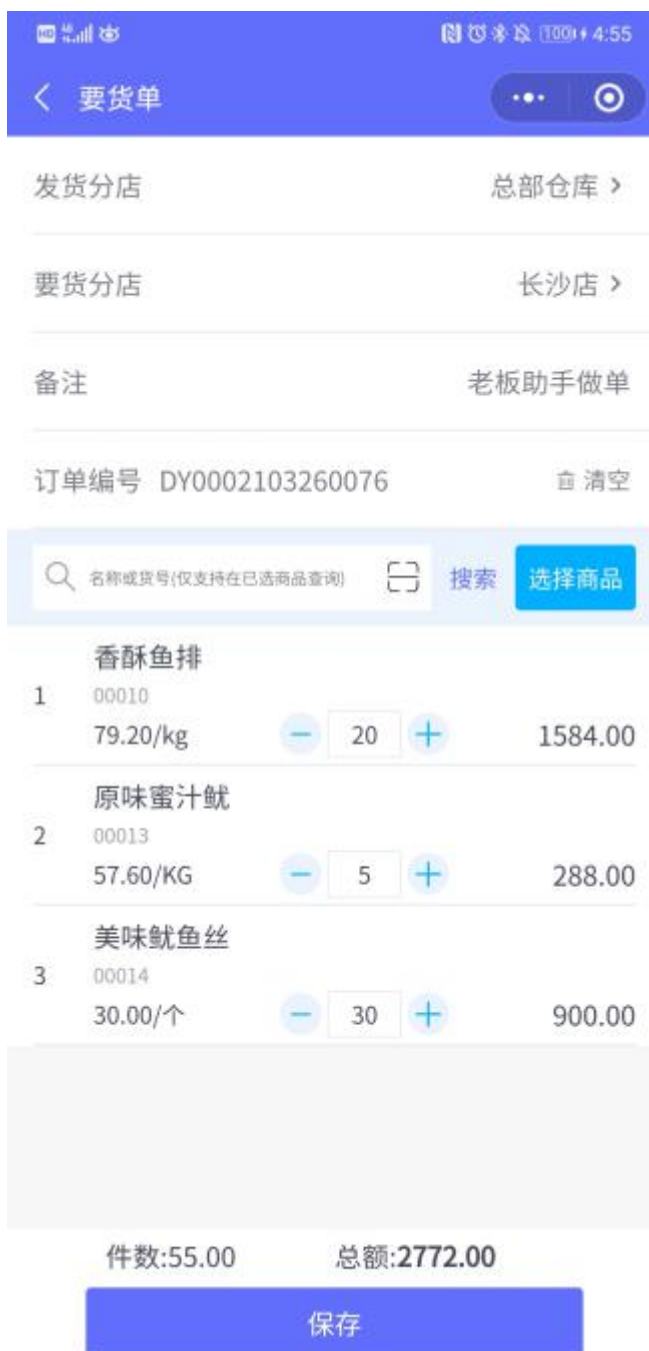 HD 4G 100 4:55
要货单
发货分店 总部仓库
要货分店 长沙店
备注 老板助手做单
订单编号 DY0002103260076 清空
名称或货号(仅支持在已选商品查询) 搜索 选择商品
香酥鱼排
1 00010
79.20/kg 20 1584.00
原味蜜汁鱿
2 00013
57.60/KG 5 288.00
美味鱿鱼丝
3 00014
30.00/个 30 900.00
件数:55.00 总额:2772.00
保存